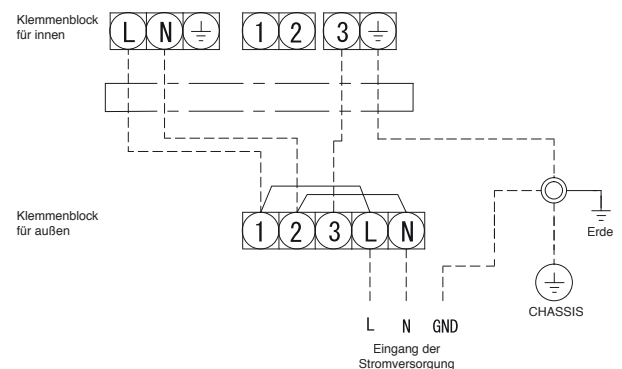 Klemmenblock
für innen
L N 1 2 3
Klemmenblock
für außen
1 2 3 L N
Erde
CHASSIS
L N GND
Eingang der
Stromversorgung